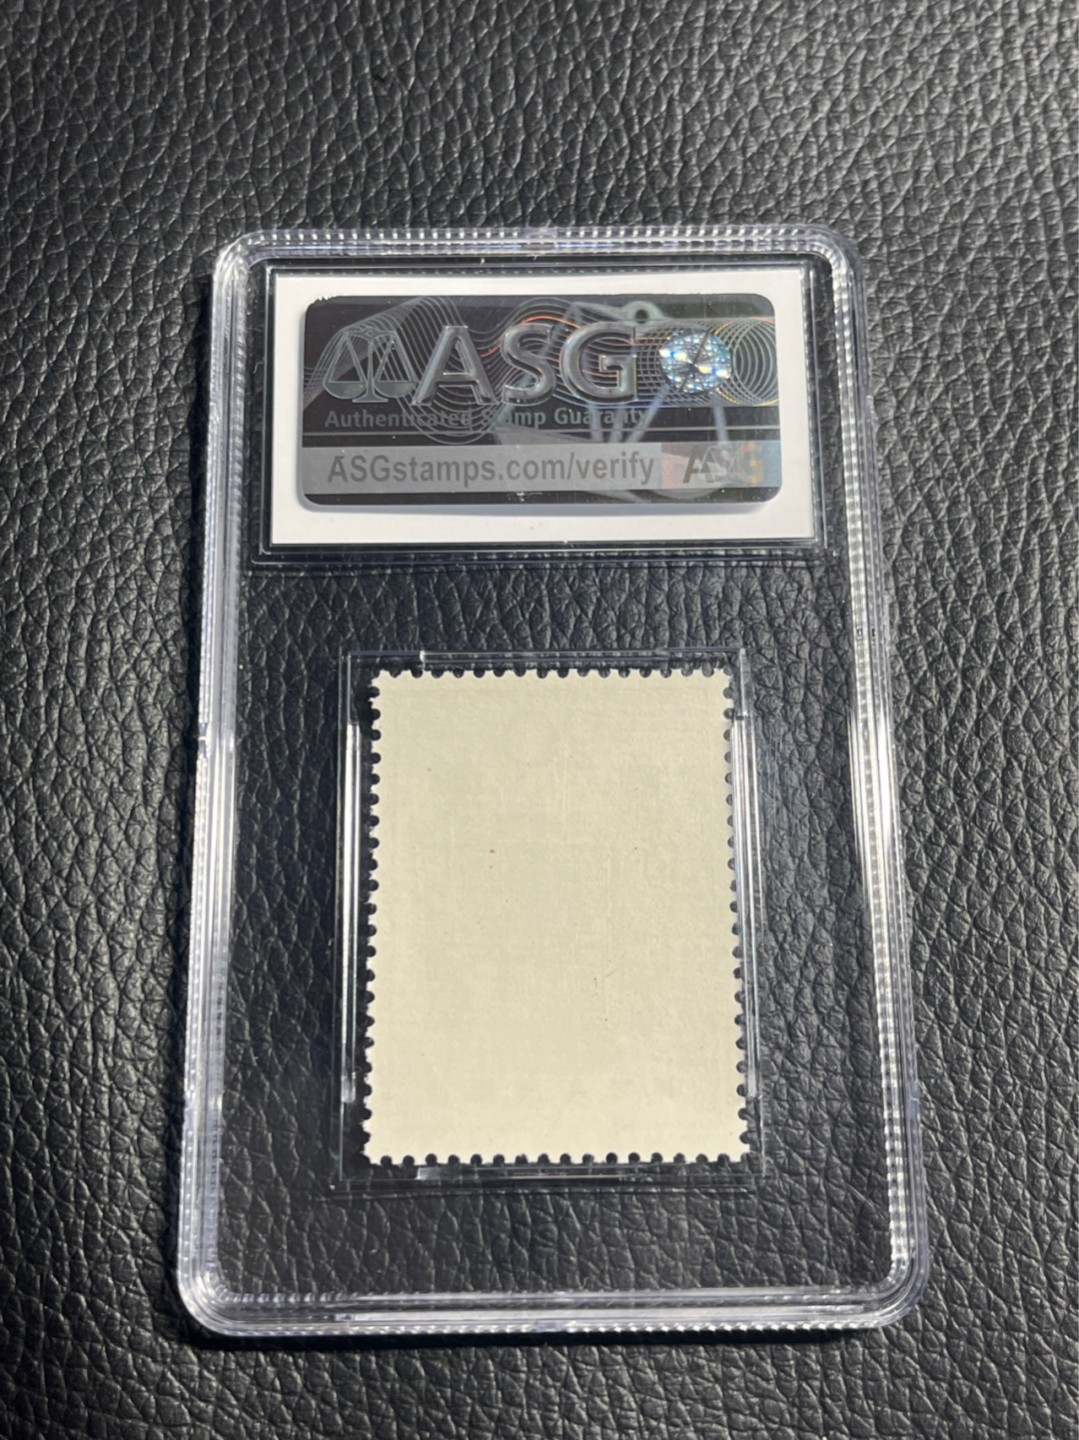 ASG
Authenticated Stamp Guaranty
ASGstamps.com/verify ASG